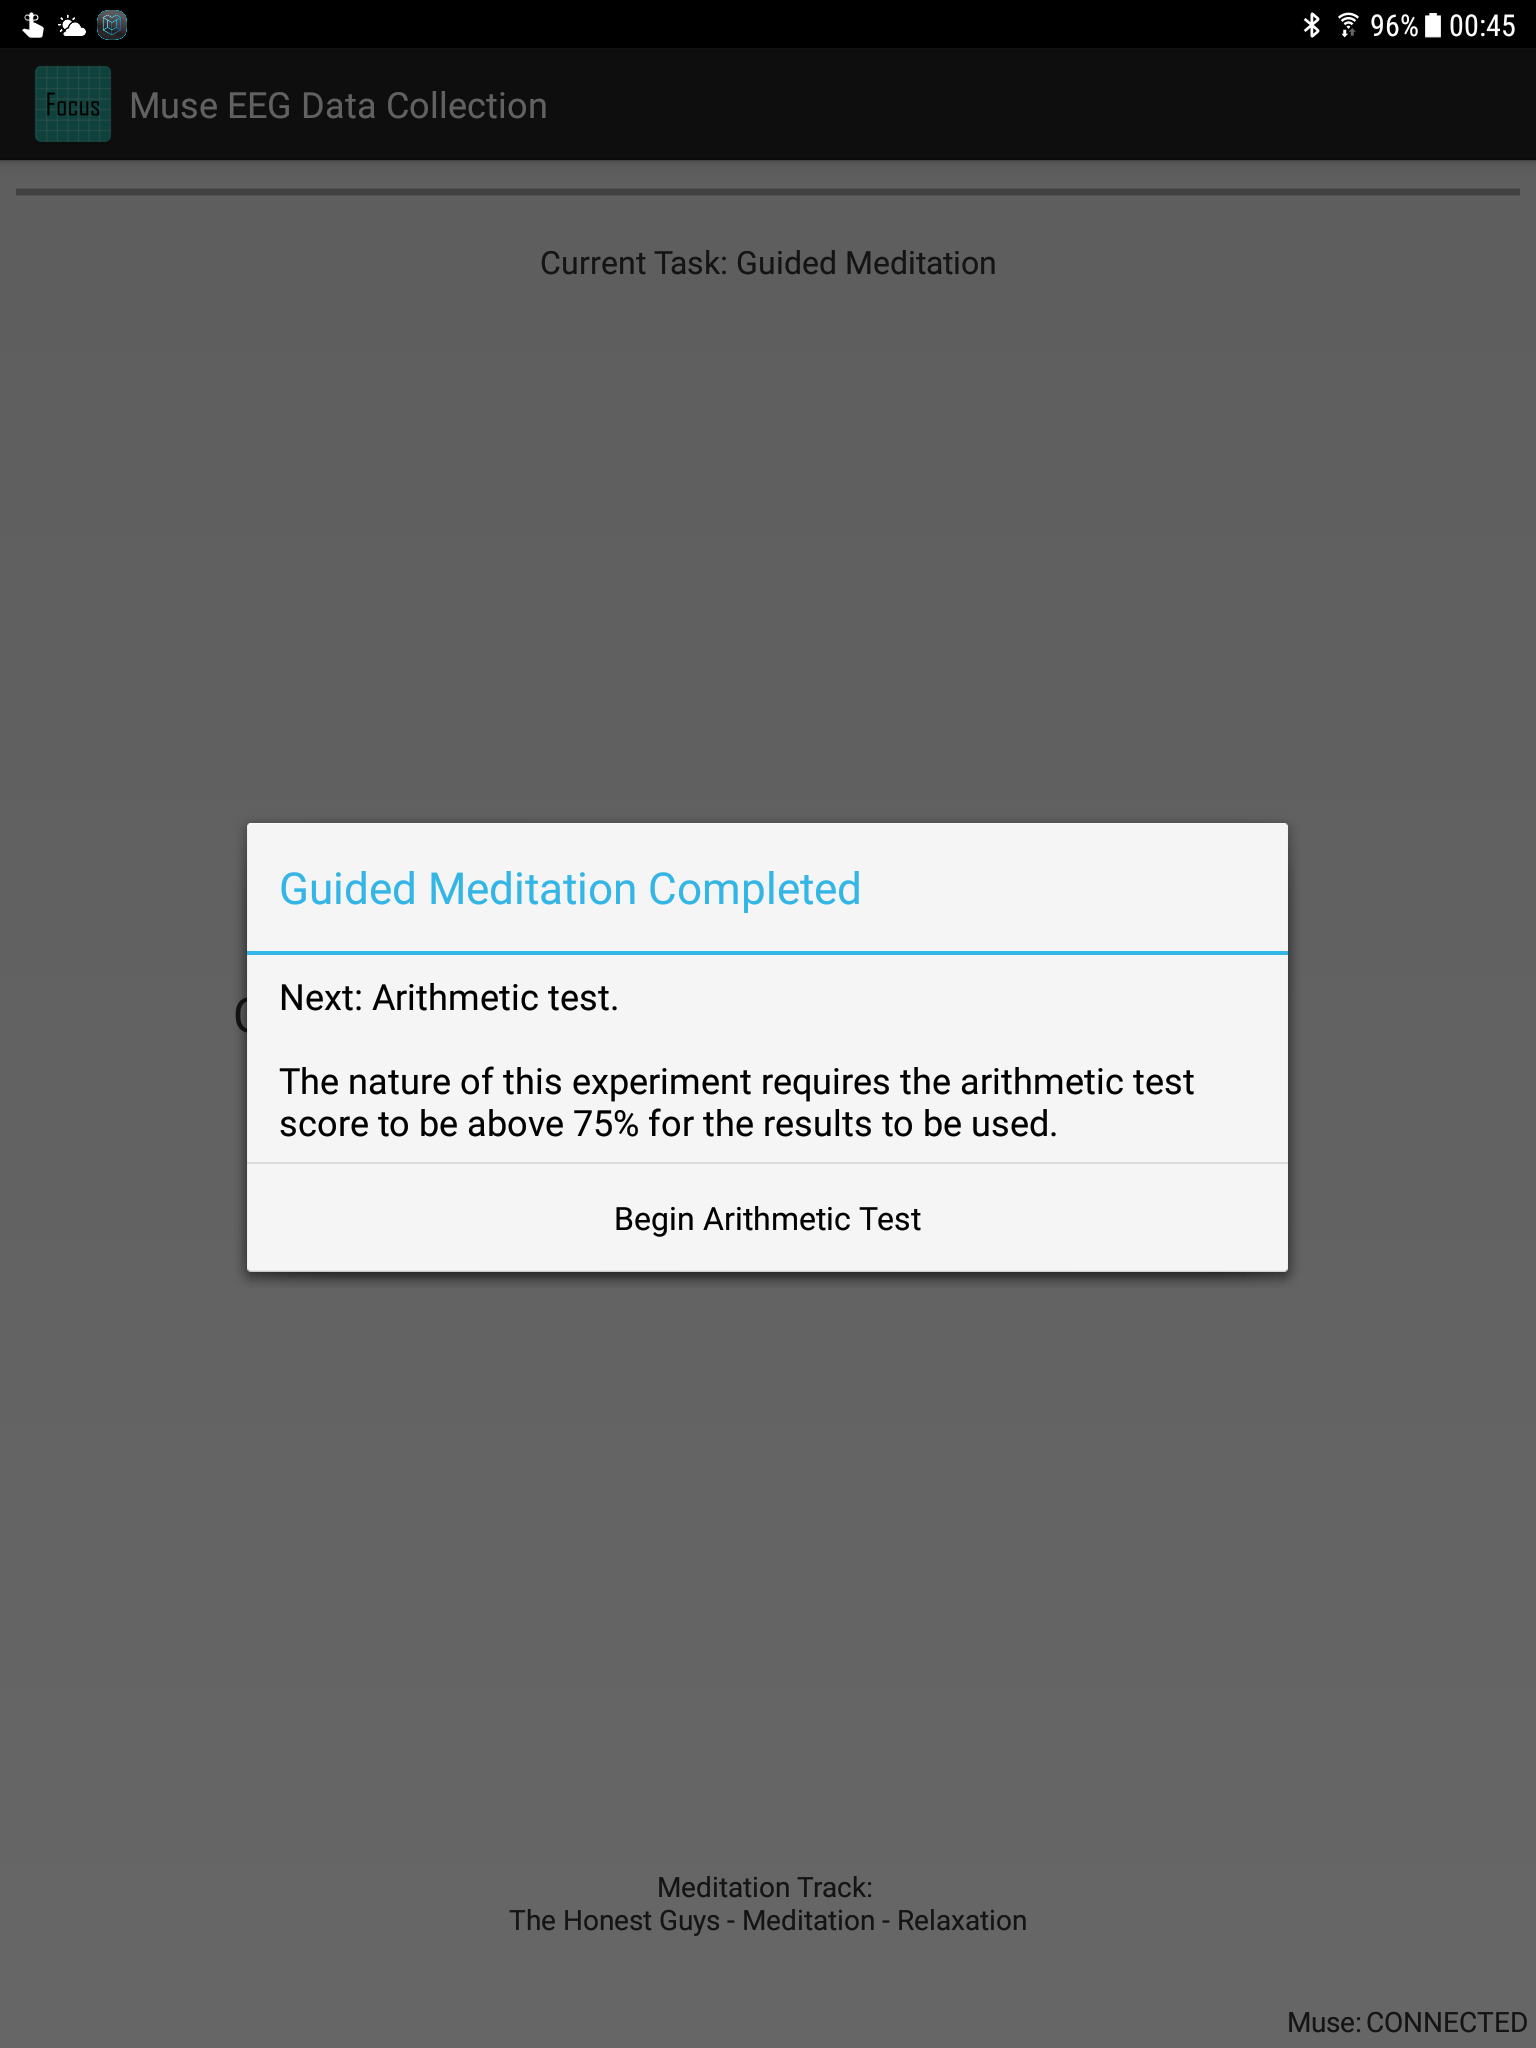 96% 00:45
Focus
Muse EEG Data Collection
Current Task: Guided Meditation
Guided Meditation Completed
Next: Arithmetic test.
The nature of this experiment requires the arithmetic test
score to be above 75% for the results to be used.
Begin Arithmetic Test
Meditation Track:
The Honest Guys - Meditation - Relaxation
Muse: CONNECTED